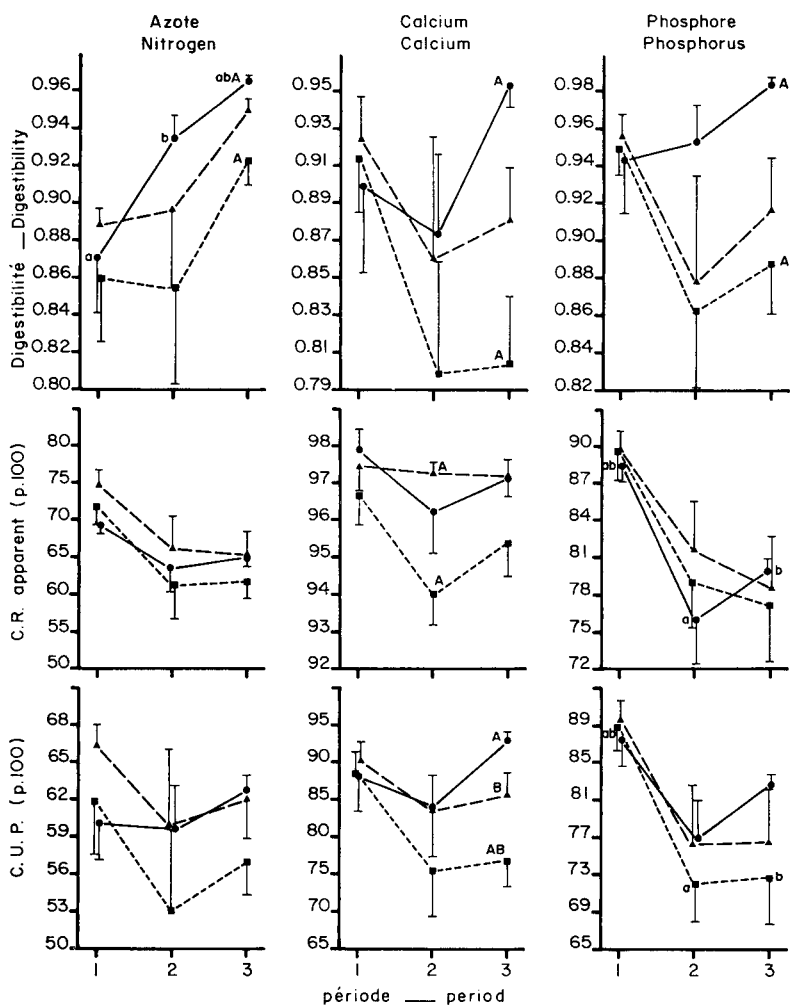 Azote
Nitrogen
Calcium
Calcium
Phosphore
Phosphorus
Digestibilité __ Digestibility
0.96
0.94
0.92
0.90
0.88
0.86
0.84
0.82
0.80
abA
b
A
a
0.95
0.93
0.91
0.89
0.87
0.85
0.83
0.81
0.79
A
A
0.98
0.96
0.94
0.92
0.90
0.88
0.86
0.84
0.82
A
A
C.R. apparent (p.100)
80
75
70
65
60
55
50
98
97
96
95
94
93
92
A
A
90
87
84
81
78
75
72
ab
b
a
C.U.P. (p.100)
68
65
62
59
56
53
50
95
90
85
80
75
70
65
A
B
AB
89
85
81
77
73
69
65
ab
a
b
1 2 3
1 2 3
1 2 3
période __ period